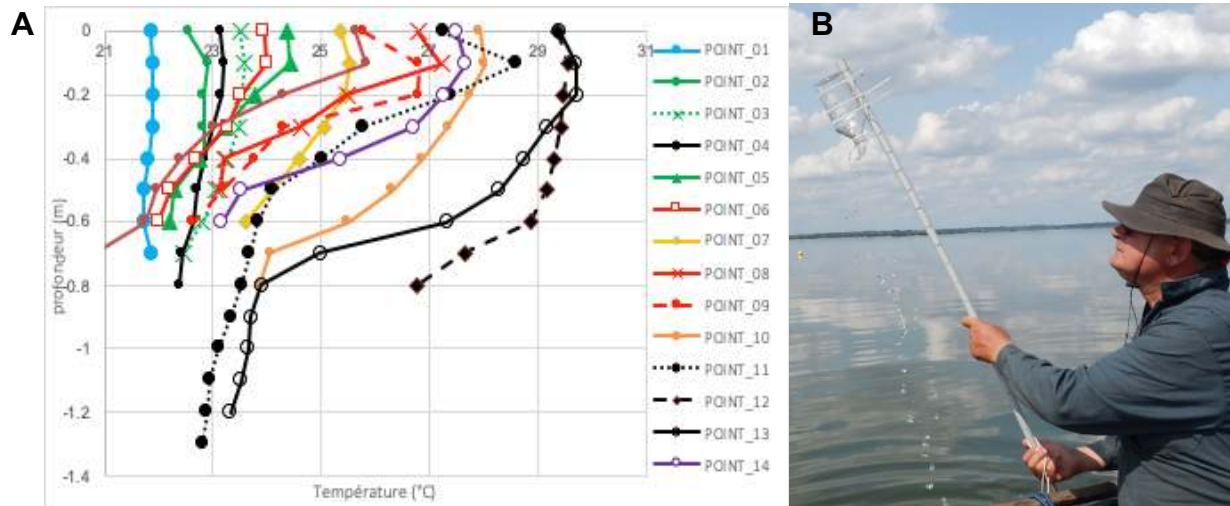 A
B
21 23 25 27 29 31
0
-0.2
-0.4
-0.6
-0.8
-1
-1.2
-1.4
profondeur (m)
Température (°C)
POINT_01
POINT_02
POINT_03
POINT_04
POINT_05
POINT_06
POINT_07
POINT_08
POINT_09
POINT_10
POINT_11
POINT_12
POINT_13
POINT_14